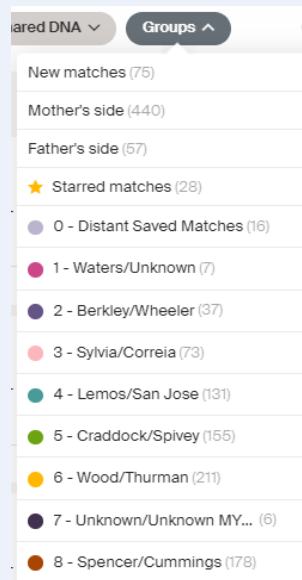 ared DNA Groups
New matches (75)
Mother's side (440)
Father's side (57)
Starred matches (28)
0 - Distant Saved Matches (16)
1 - Waters/Unknown (7)
2 - Berkley/Wheeler (37)
3 - Sylvia/Correia (73)
4 - Lemos/San Jose (131)
5 - Craddock/Spivey (155)
6 - Wood/Thurman (211)
7 - Unknown/Unknown MY... (6)
8 - Spencer/Cummings (178)